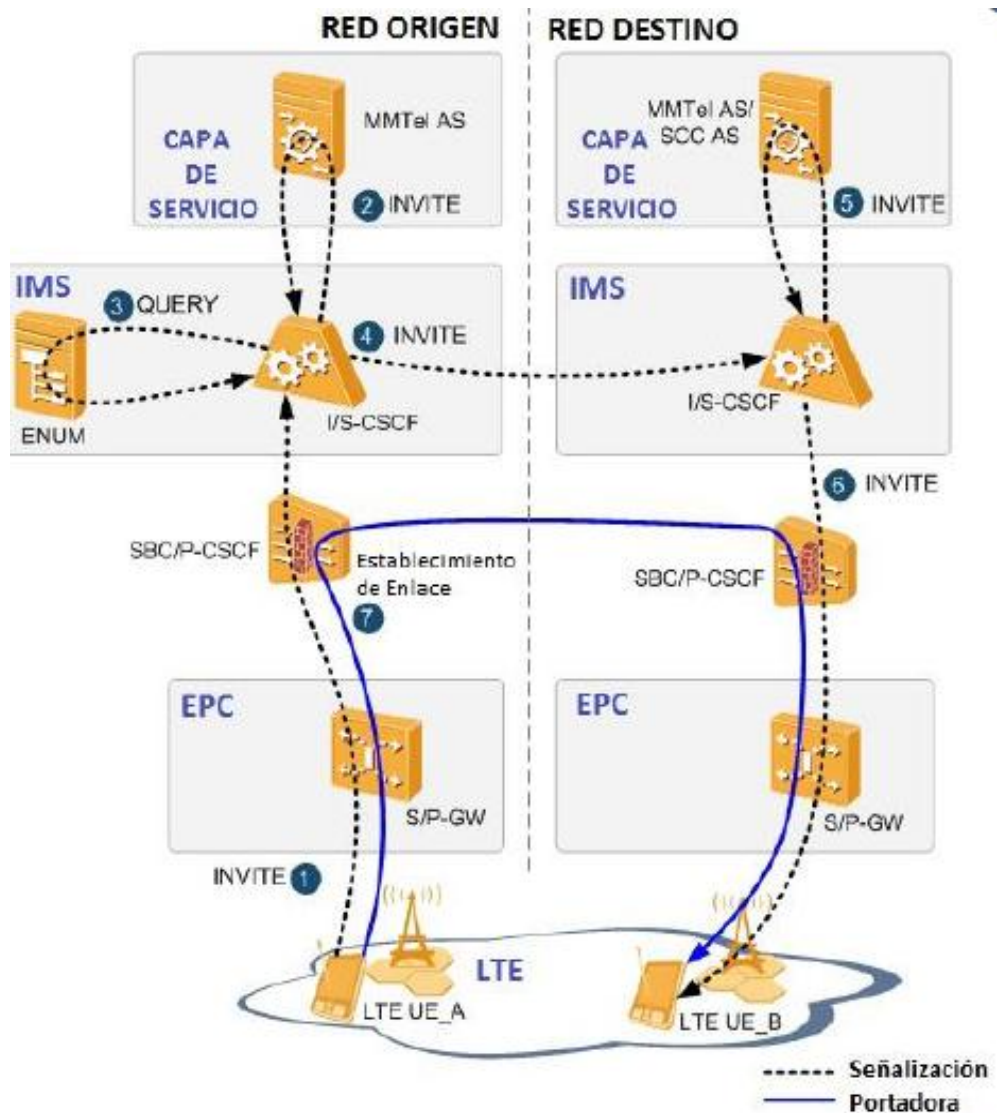 RED ORIGEN
RED DESTINO
MMTel AS
CAPA
DE
SERVICIO
2 INVITE
MMTel AS/
SCC AS
CAPA
DE
SERVICIO
5 INVITE
IMS
3 QUERY
4 INVITE
I/S-CSCF
ENUM
IMS
I/S-CSCF
6 INVITE
SBC/P-CSCF
Establecimiento
de Enlace
7
SBC/P-CSCF
EPC
S/P-GW
INVITE 1
EPC
S/P-GW
LTE
LTE UE_A
LTE UE_B
Señalización
Portadora